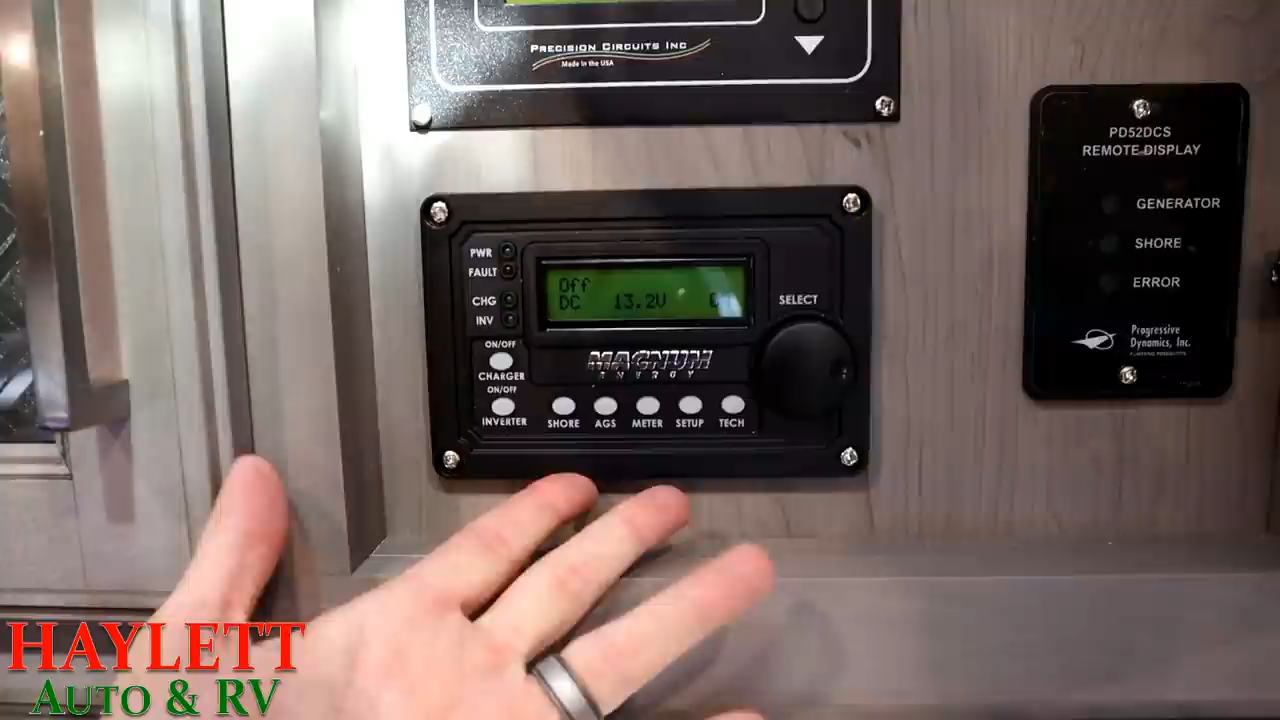 PRECISION CIRCUITS INC
Made in the USA
PD52DCS
REMOTE DISPLAY
GENERATOR
SHORE
ERROR
Progressive
Dynamics, Inc.
PWR
FAULT
CHG
INV
Off
DC 13.2V
SELECT
ON/OFF
CHARGER
ON/OFF
INVERTER
MAGNUM
ENERGY
SHORE AGS METER SETUP TECH
HAYLETT
AUTO & RV